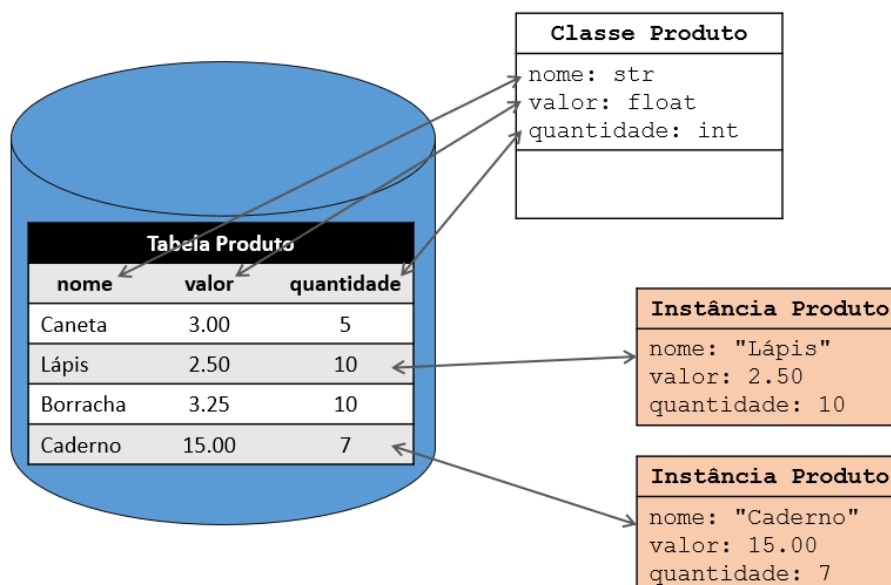 Classe Produto
nome: str
valor: float
quantidade: int
Tabela Produto
nome valor quantidade
Caneta 3.00 5
Lápis 2.50 10
Borracha 3.25 10
Caderno 15.00 7
Instância Produto
nome: "Lápis"
valor: 2.50
quantidade: 10
Instância Produto
nome: "Caderno"
valor: 15.00
quantidade: 7